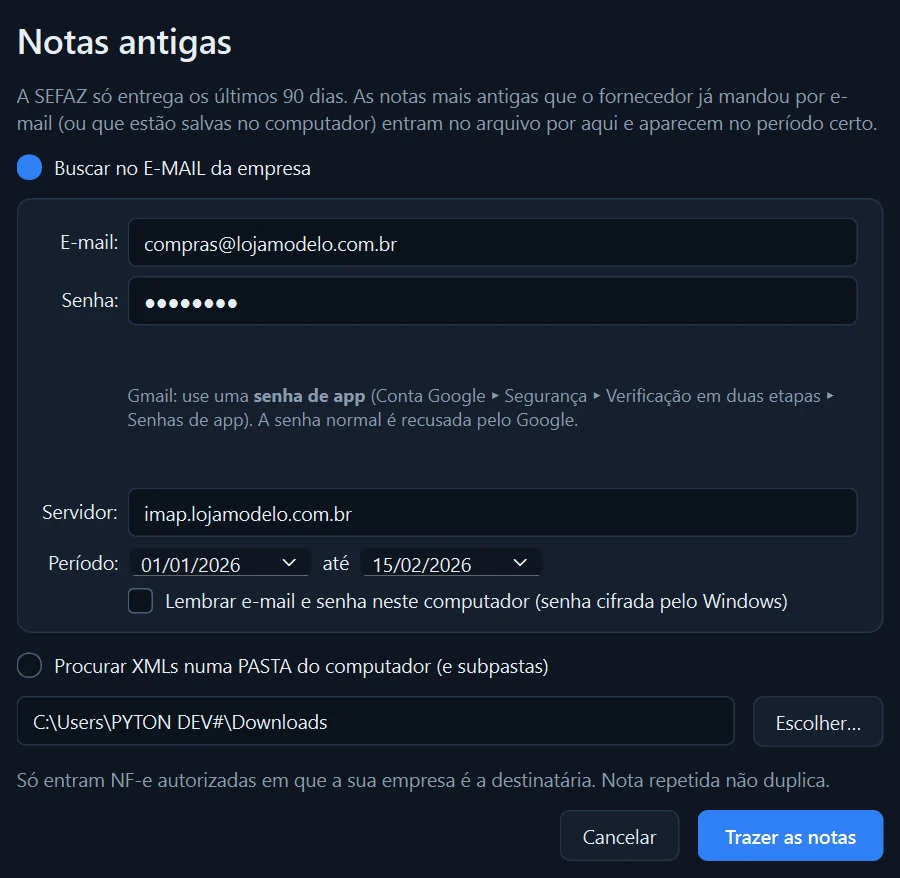 Notas antigas
A SEFAZ só entrega os últimos 90 dias. As notas mais antigas que o fornecedor já mandou por e-
mail (ou que estão salvas no computador) entram no arquivo por aqui e aparecem no período certo.
Buscar no E-MAIL da empresa
E-mail: compras@lojamodelo.com.br
Senha: ●●●●●●●●
Gmail: use uma senha de app (Conta Google ▸ Segurança ▸ Verificação em duas etapas ▸
Senhas de app). A senha normal é recusada pelo Google.
Servidor: imap.lojamodelo.com.br
Período: 01/01/2026 até 15/02/2026
Lembrar e-mail e senha neste computador (senha cifrada pelo Windows)
Procurar XMLs numa PASTA do computador (e subpastas)
C:\Users\PYTON DEV#\Downloads Escolher...
Só entram NF-e autorizadas em que a sua empresa é a destinatária. Nota repetida não duplica.
Cancelar Trazer as notas